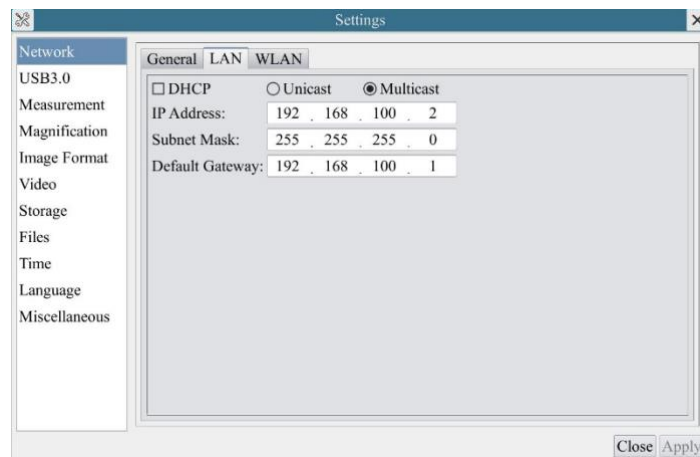 Settings
Network
USB3.0
Measurement
Magnification
Image Format
Video
Storage
Files
Time
Language
Miscellaneous
General LAN WLAN
DHCP Unicast Multicast
IP Address: 192 . 168 . 100 . 2
Subnet Mask: 255 . 255 . 255 . 0
Default Gateway: 192 . 168 . 100 . 1
Close Apply